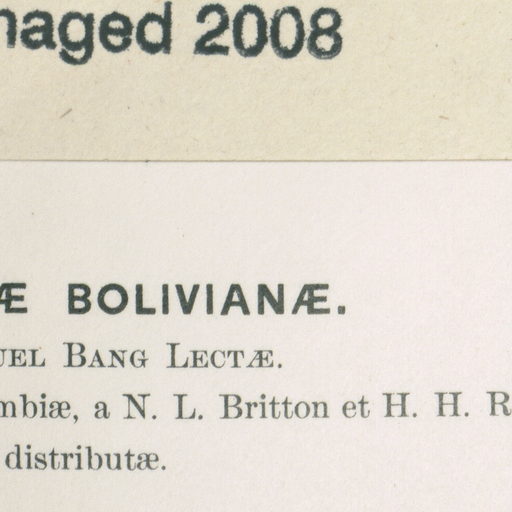 naged 2008
Æ BOLIVIANÆ.
UEL BANG LECTÆ.
mbiæ, a N. L. Britton et H. H. R
distributæ.